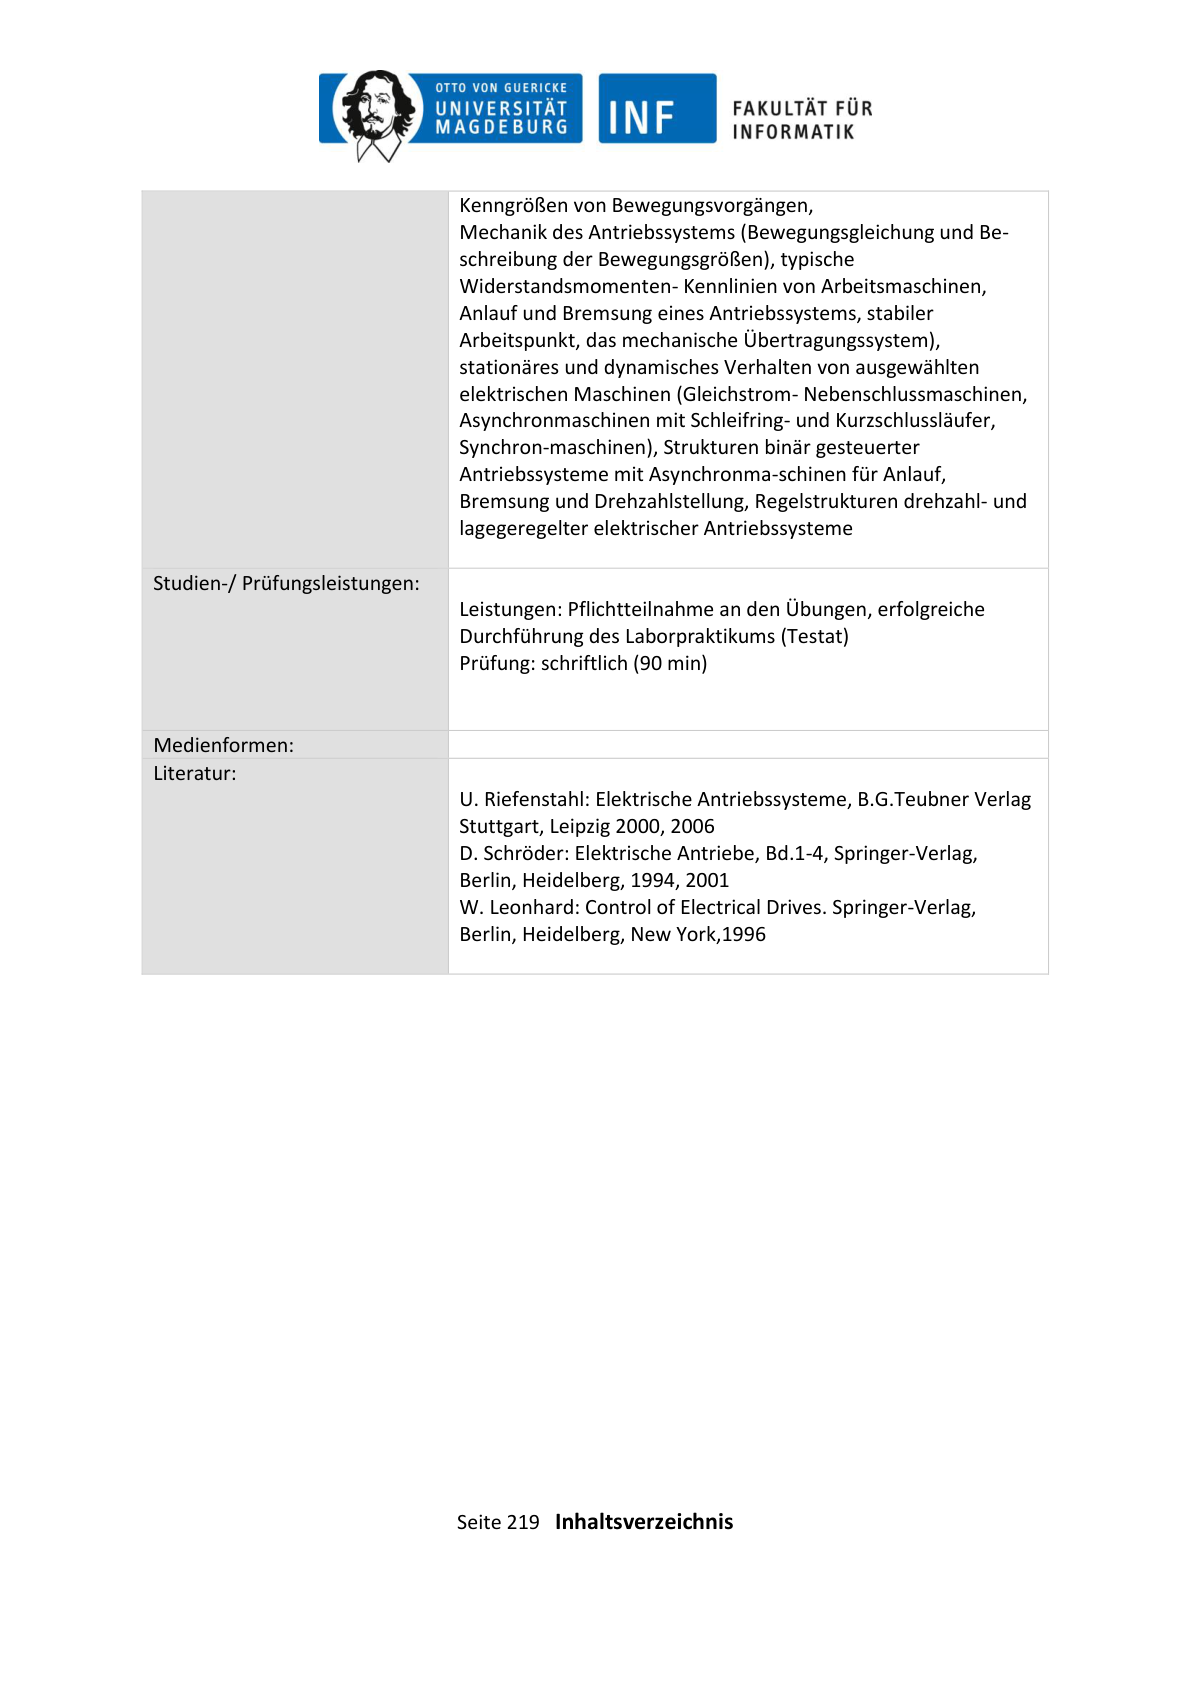 OTTO VON GUERICKE
UNIVERSITÄT
MAGDEBURG
INF
FAKULTÄT FÜR
INFORMATIK
Kenngrößen von Bewegungsvorgängen,
Mechanik des Antriebssystems (Bewegungsgleichung und Be-
schreibung der Bewegungsgrößen), typische
Widerstandsmomenten- Kennlinien von Arbeitsmaschinen,
Anlauf und Bremsung eines Antriebssystems, stabiler
Arbeitspunkt, das mechanische Übertragungssystem),
stationäres und dynamisches Verhalten von ausgewählten
elektrischen Maschinen (Gleichstrom- Nebenschlussmaschinen,
Asynchronmaschinen mit Schleifring- und Kurzschlussläufer,
Synchron-maschinen), Strukturen binär gesteuerter
Antriebssysteme mit Asynchronma-schinen für Anlauf,
Bremsung und Drehzahlstellung, Regelstrukturen drehzahl- und
lagegeregelter elektrischer Antriebssysteme
Studien-/ Prüfungsleistungen:
Leistungen: Pflichtteilnahme an den Übungen, erfolgreiche
Durchführung des Laborpraktikums (Testat)
Prüfung: schriftlich (90 min)
Medienformen:
Literatur:
U. Riefenstahl: Elektrische Antriebssysteme, B.G.Teubner Verlag
Stuttgart, Leipzig 2000, 2006
D. Schröder: Elektrische Antriebe, Bd.1-4, Springer-Verlag,
Berlin, Heidelberg, 1994, 2001
W. Leonhard: Control of Electrical Drives. Springer-Verlag,
Berlin, Heidelberg, New York,1996
Seite 219 Inhaltsverzeichnis